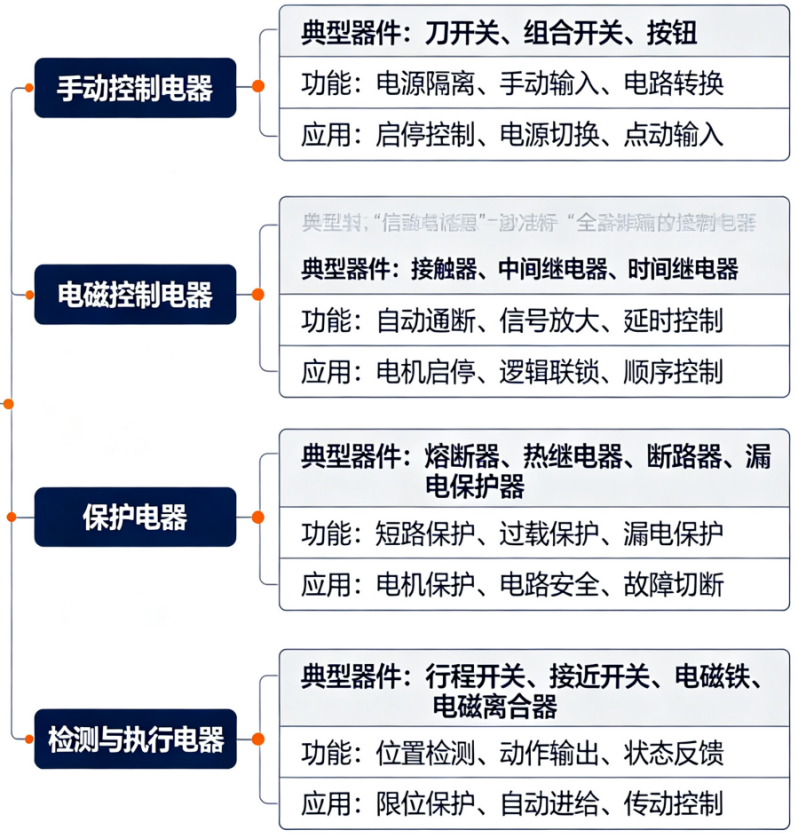 手动控制电器
典型器件：刀开关、组合开关、按钮
功能：电源隔离、手动输入、电路转换
应用：启停控制、电源切换、点动输入
电磁控制电器
典型器件：接触器、中间继电器、时间继电器
功能：自动通断、信号放大、延时控制
应用：电机启停、逻辑联锁、顺序控制
保护电器
典型器件：熔断器、热继电器、断路器、漏
电保护器
功能：短路保护、过载保护、漏电保护
应用：电机保护、电路安全、故障切断
检测与执行电器
典型器件：行程开关、接近开关、电磁铁、
电磁离合器
功能：位置检测、动作输出、状态反馈
应用：限位保护、自动进给、传动控制